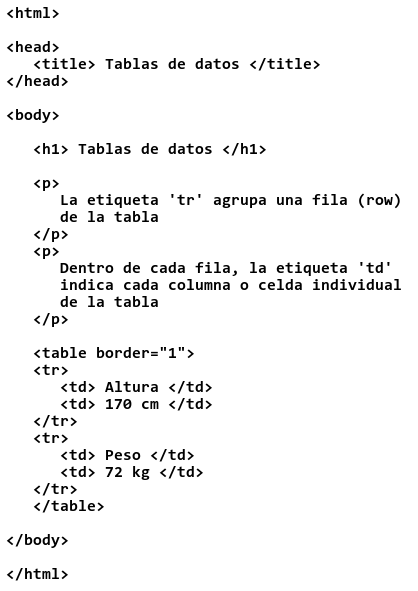 <html>
<head>
<title> Tablas de datos </title>
</head>
<body>
<h1> Tablas de datos </h1>
<p>
La etiqueta 'tr' agrupa una fila (row)
de la tabla
</p>
<p>
Dentro de cada fila, la etiqueta 'td'
indica cada columna o celda individual
de la tabla
</p>
<table border="1">
<tr>
<td> Altura </td>
<td> 170 cm </td>
</tr>
<tr>
<td> Peso </td>
<td> 72 kg </td>
</tr>
</table>
</body>
</html>